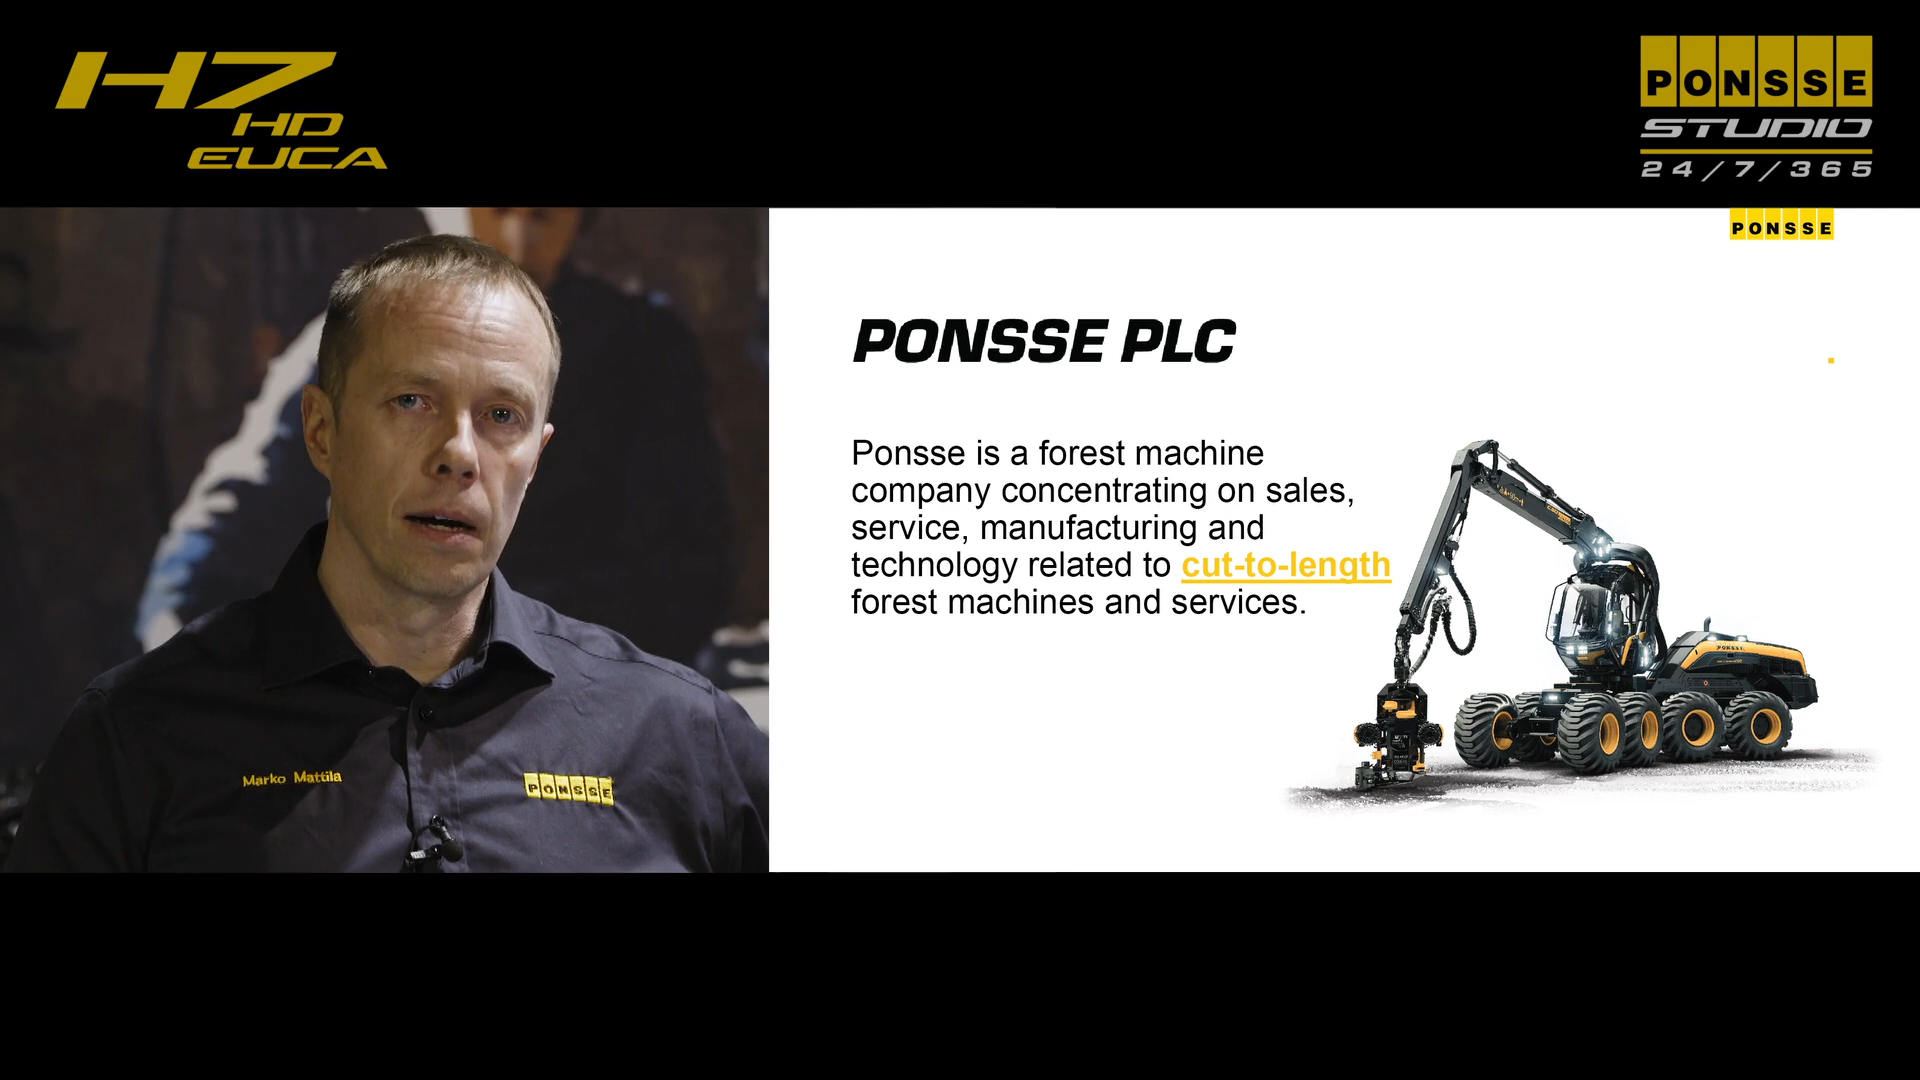 H7
HD
EUCA
PONSSE
STUDIO
24/7/365
PONSSE
PONSSE PLC
Ponsse is a forest machine
company concentrating on sales,
service, manufacturing and
technology related to cut-to-length
forest machines and services.
PONSSE
Marko Mattila
PONSSE